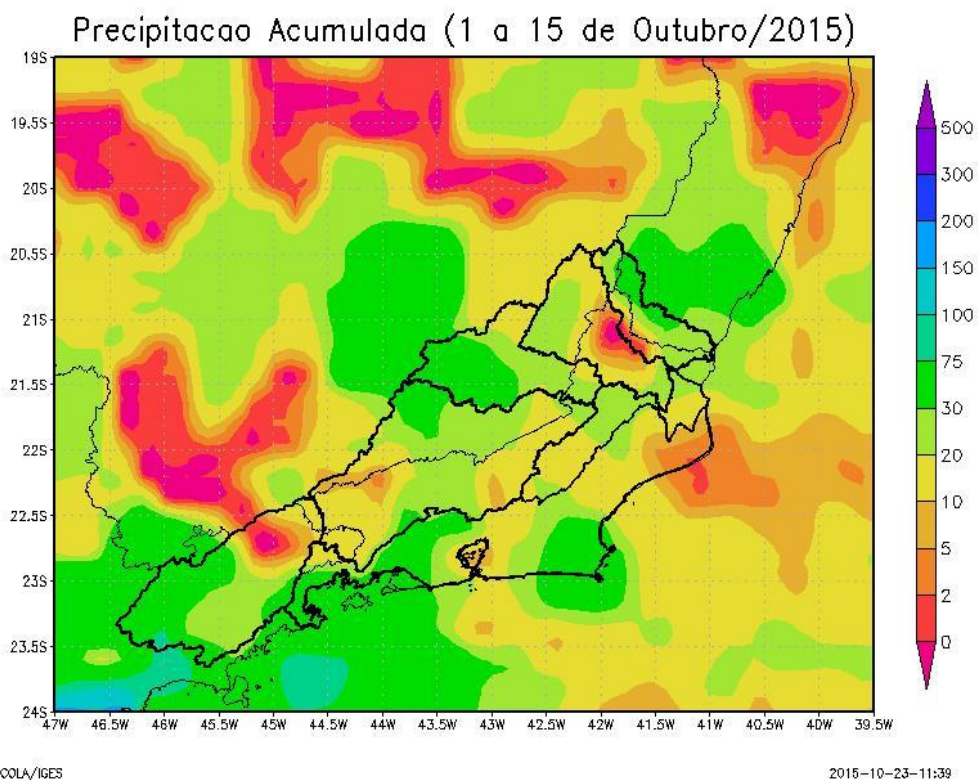 Precipitacao Acumulada (1 a 15 de Outubro/2015)
19S
19.5S
20S
20.5S
21S
21.5S
22S
22.5S
23S
23.5S
24S
47W 46.5W 46W 45.5W 45W 44.5W 44W 43.5W 43W 42.5W 42W 41.5W 41W 40.5W 40W 39.5W
500
300
200
150
100
75
30
20
10
5
2
0
COLA/IGES 2015-10-23-11:39